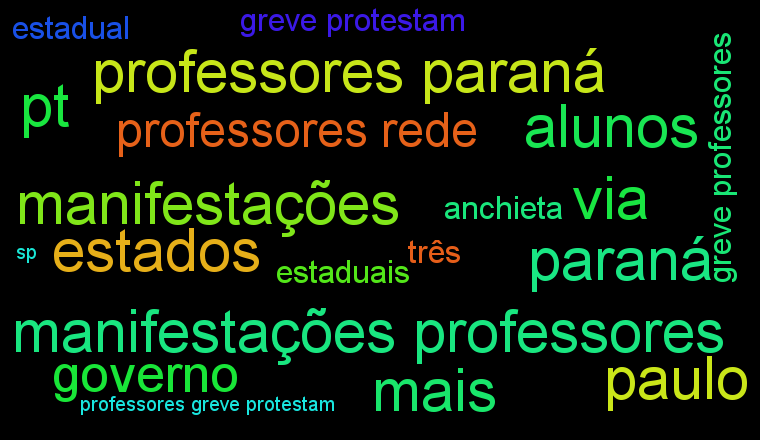 estadual
greve protestam
professores paraná
pt
professores rede
alunos
greve professores
manifestações
anchieta
via
sp
estados
estaduais
três
paraná
manifestações professores
governo
mais
paulo
professores greve protestam